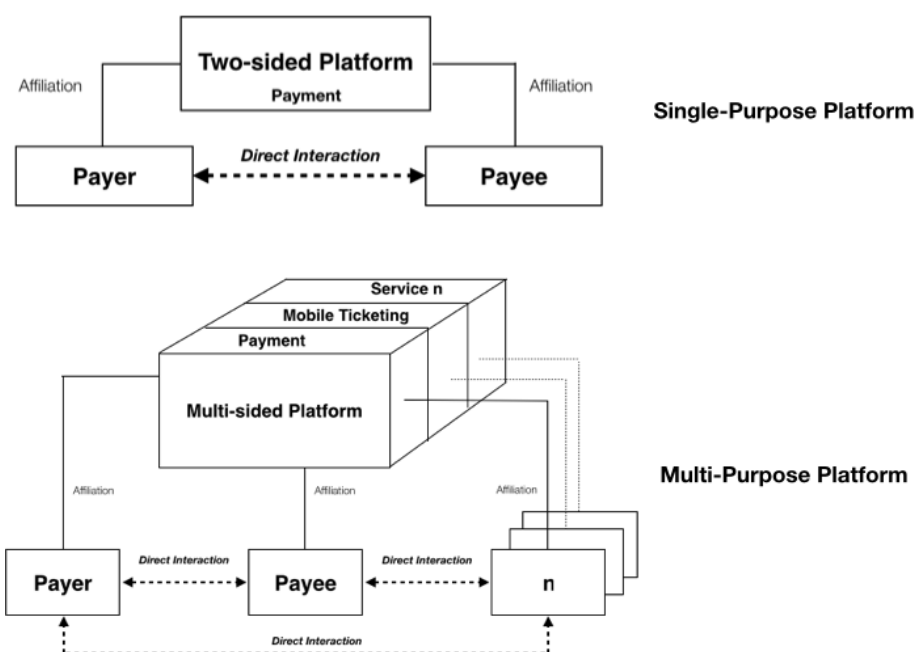 Two-sided Platform
Payment
Affiliation
Affiliation
Single-Purpose Platform
Direct Interaction
Payer
Payee
Service n
Mobile Ticketing
Payment
Multi-sided Platform
Multi-Purpose Platform
Affiliation
Affiliation
Affiliation
Direct Interaction
Direct Interaction
Payer
Payee
n
Direct Interaction